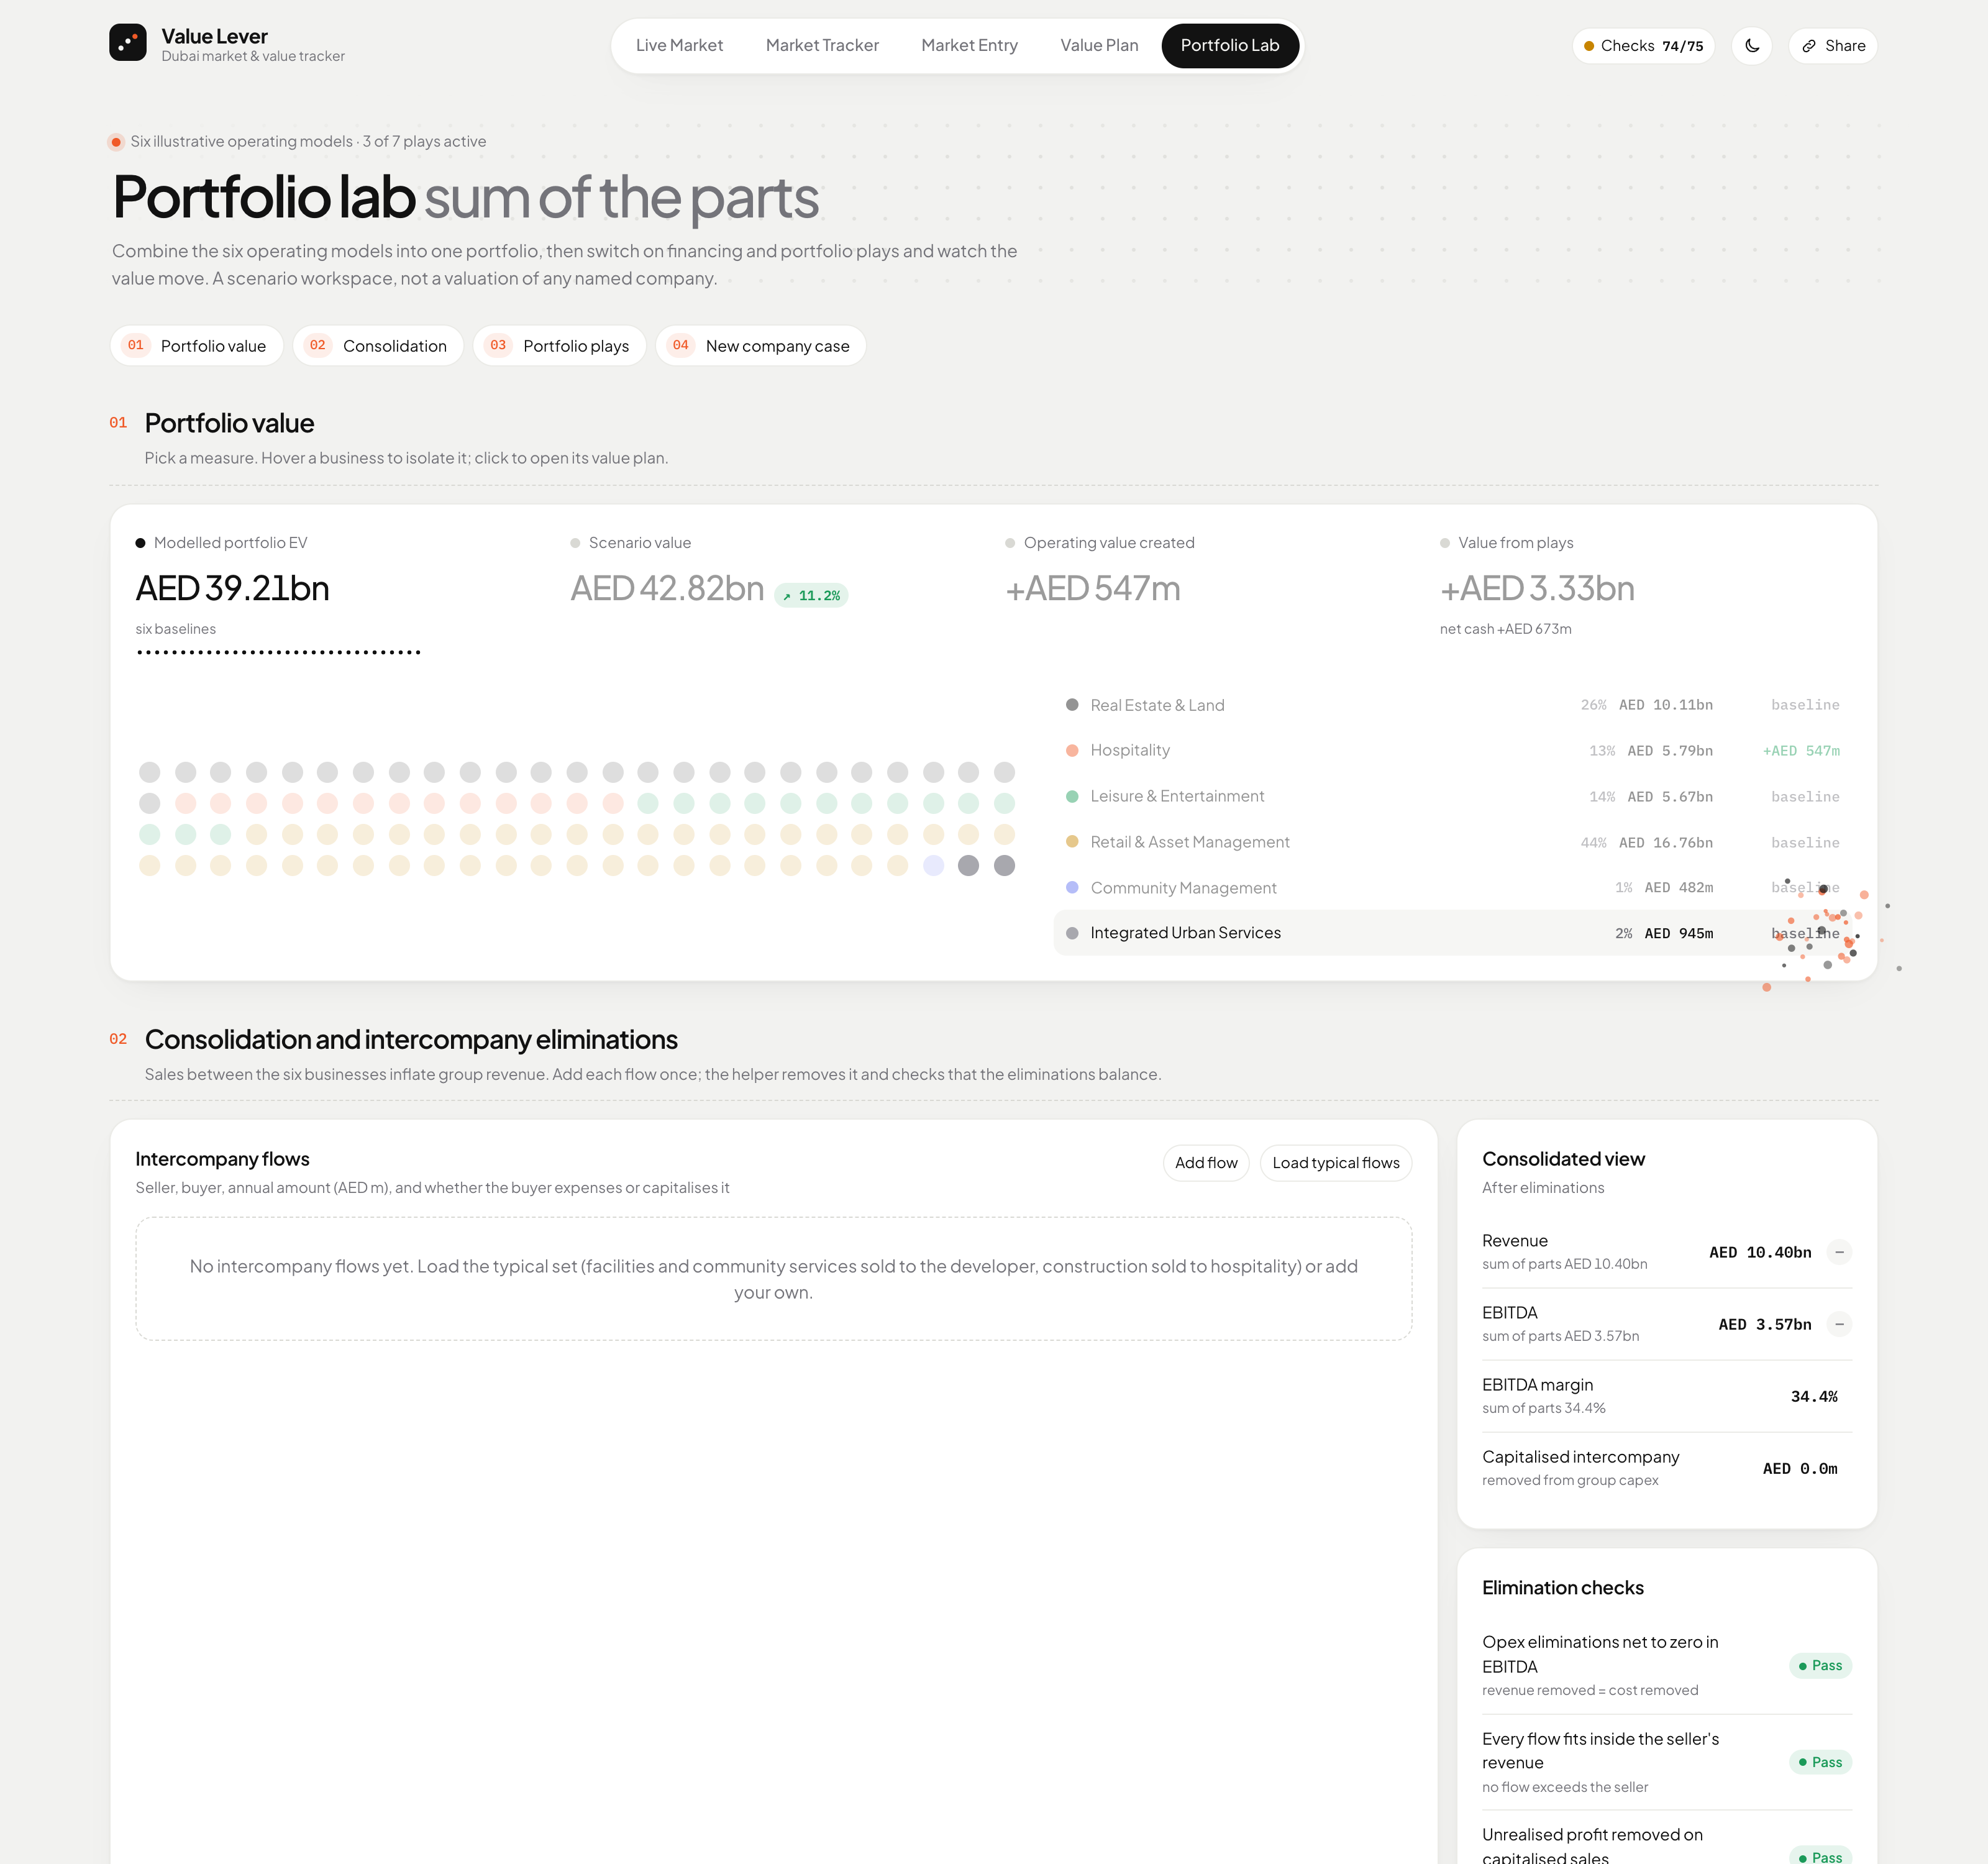 Value Lever
Dubai market & value tracker
Live Market
Market Tracker
Market Entry
Value Plan
Portfolio Lab
Checks 74/75
Share
Six illustrative operating models · 3 of 7 plays active
Portfolio lab sum of the parts
Combine the six operating models into one portfolio, then switch on financing and portfolio plays and watch the
value move. A scenario workspace, not a valuation of any named company.
01 Portfolio value
02 Consolidation
03 Portfolio plays
04 New company case
01 Portfolio value
Pick a measure. Hover a business to isolate it; click to open its value plan.
Modelled portfolio EV
AED 39.21bn
six baselines
Scenario value
AED 42.82bn ↗ 11.2%
Operating value created
+AED 547m
Value from plays
+AED 3.33bn
net cash +AED 673m
Real Estate & Land 26% AED 10.11bn baseline
Hospitality 13% AED 5.79bn +AED 547m
Leisure & Entertainment 14% AED 5.67bn baseline
Retail & Asset Management 44% AED 16.76bn baseline
Community Management 1% AED 482m baseline
Integrated Urban Services 2% AED 945m baseline
02 Consolidation and intercompany eliminations
Sales between the six businesses inflate group revenue. Add each flow once; the helper removes it and checks that the eliminations balance.
Intercompany flows
Seller, buyer, annual amount (AED m), and whether the buyer expenses or capitalises it
Add flow
Load typical flows
No intercompany flows yet. Load the typical set (facilities and community services sold to the developer, construction sold to hospitality) or add
your own.
Consolidated view
After eliminations
Revenue
sum of parts AED 10.40bn
AED 10.40bn –
EBITDA
sum of parts AED 3.57bn
AED 3.57bn –
EBITDA margin
sum of parts 34.4%
34.4%
Capitalised intercompany
removed from group capex
AED 0.0m
Elimination checks
Opex eliminations net to zero in
EBITDA
revenue removed = cost removed
Pass
Every flow fits inside the seller's
revenue
no flow exceeds the seller
Pass
Unrealised profit removed on
capitalised sales
Pass